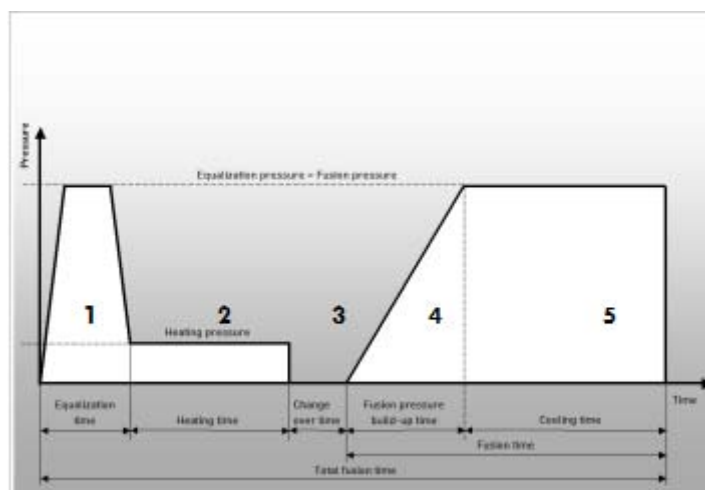 Pressure
Equalization pressure = Fusion pressure
1
2
3
4
5
Heating pressure
Time
Equalization
time
Heating time
Change
over time
Fusion pressure
build-up time
Cooling time
Fusion time
Total fusion time